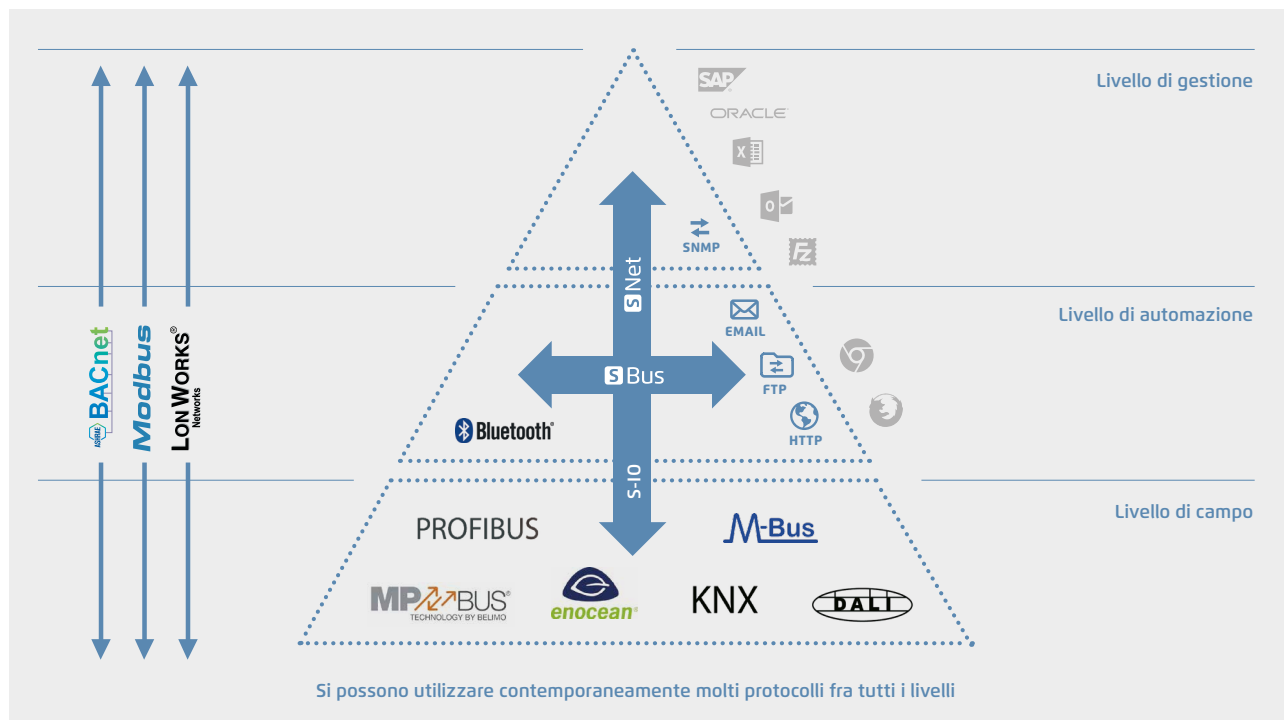 SAP
Livello di gestione
ORACLE
X
O
SNMP
Fz
S Net
Livello di automazione
EMAIL
S Bus
FTP
HTTP
Bluetooth®
ASHRAE BACnet
Modbus
LONWORKS®
Networks
S-IO
Livello di campo
PROFIBUS
M-Bus
MP BUS®
TECHNOLOGY BY BELIMO
enocean®
KNX
DALI
Si possono utilizzare contemporaneamente molti protocolli fra tutti i livelli